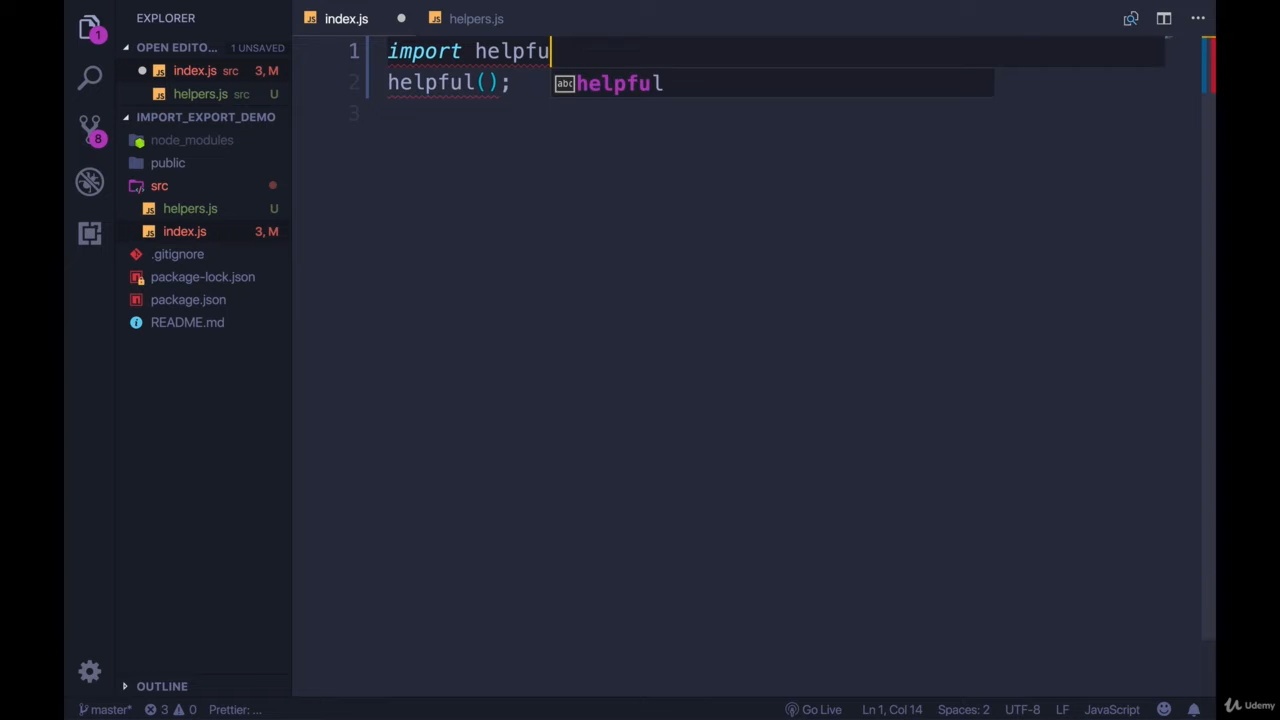 EXPLORER
index.js
helpers.js
OPEN EDITO... 1 UNSAVED
index.js src 3, M
helpers.js src U
IMPORT_EXPORT_DEMO
node_modules
public
src
helpers.js U
index.js 3, M
.gitignore
package-lock.json
package.json
README.md
OUTLINE
1
8
1 import helpfu
2 helpful();
3
abc helpful
master* 3 0 Prettier: ...
Go Live Ln 1, Col 14 Spaces: 2 UTF-8 LF JavaScript
Udemy